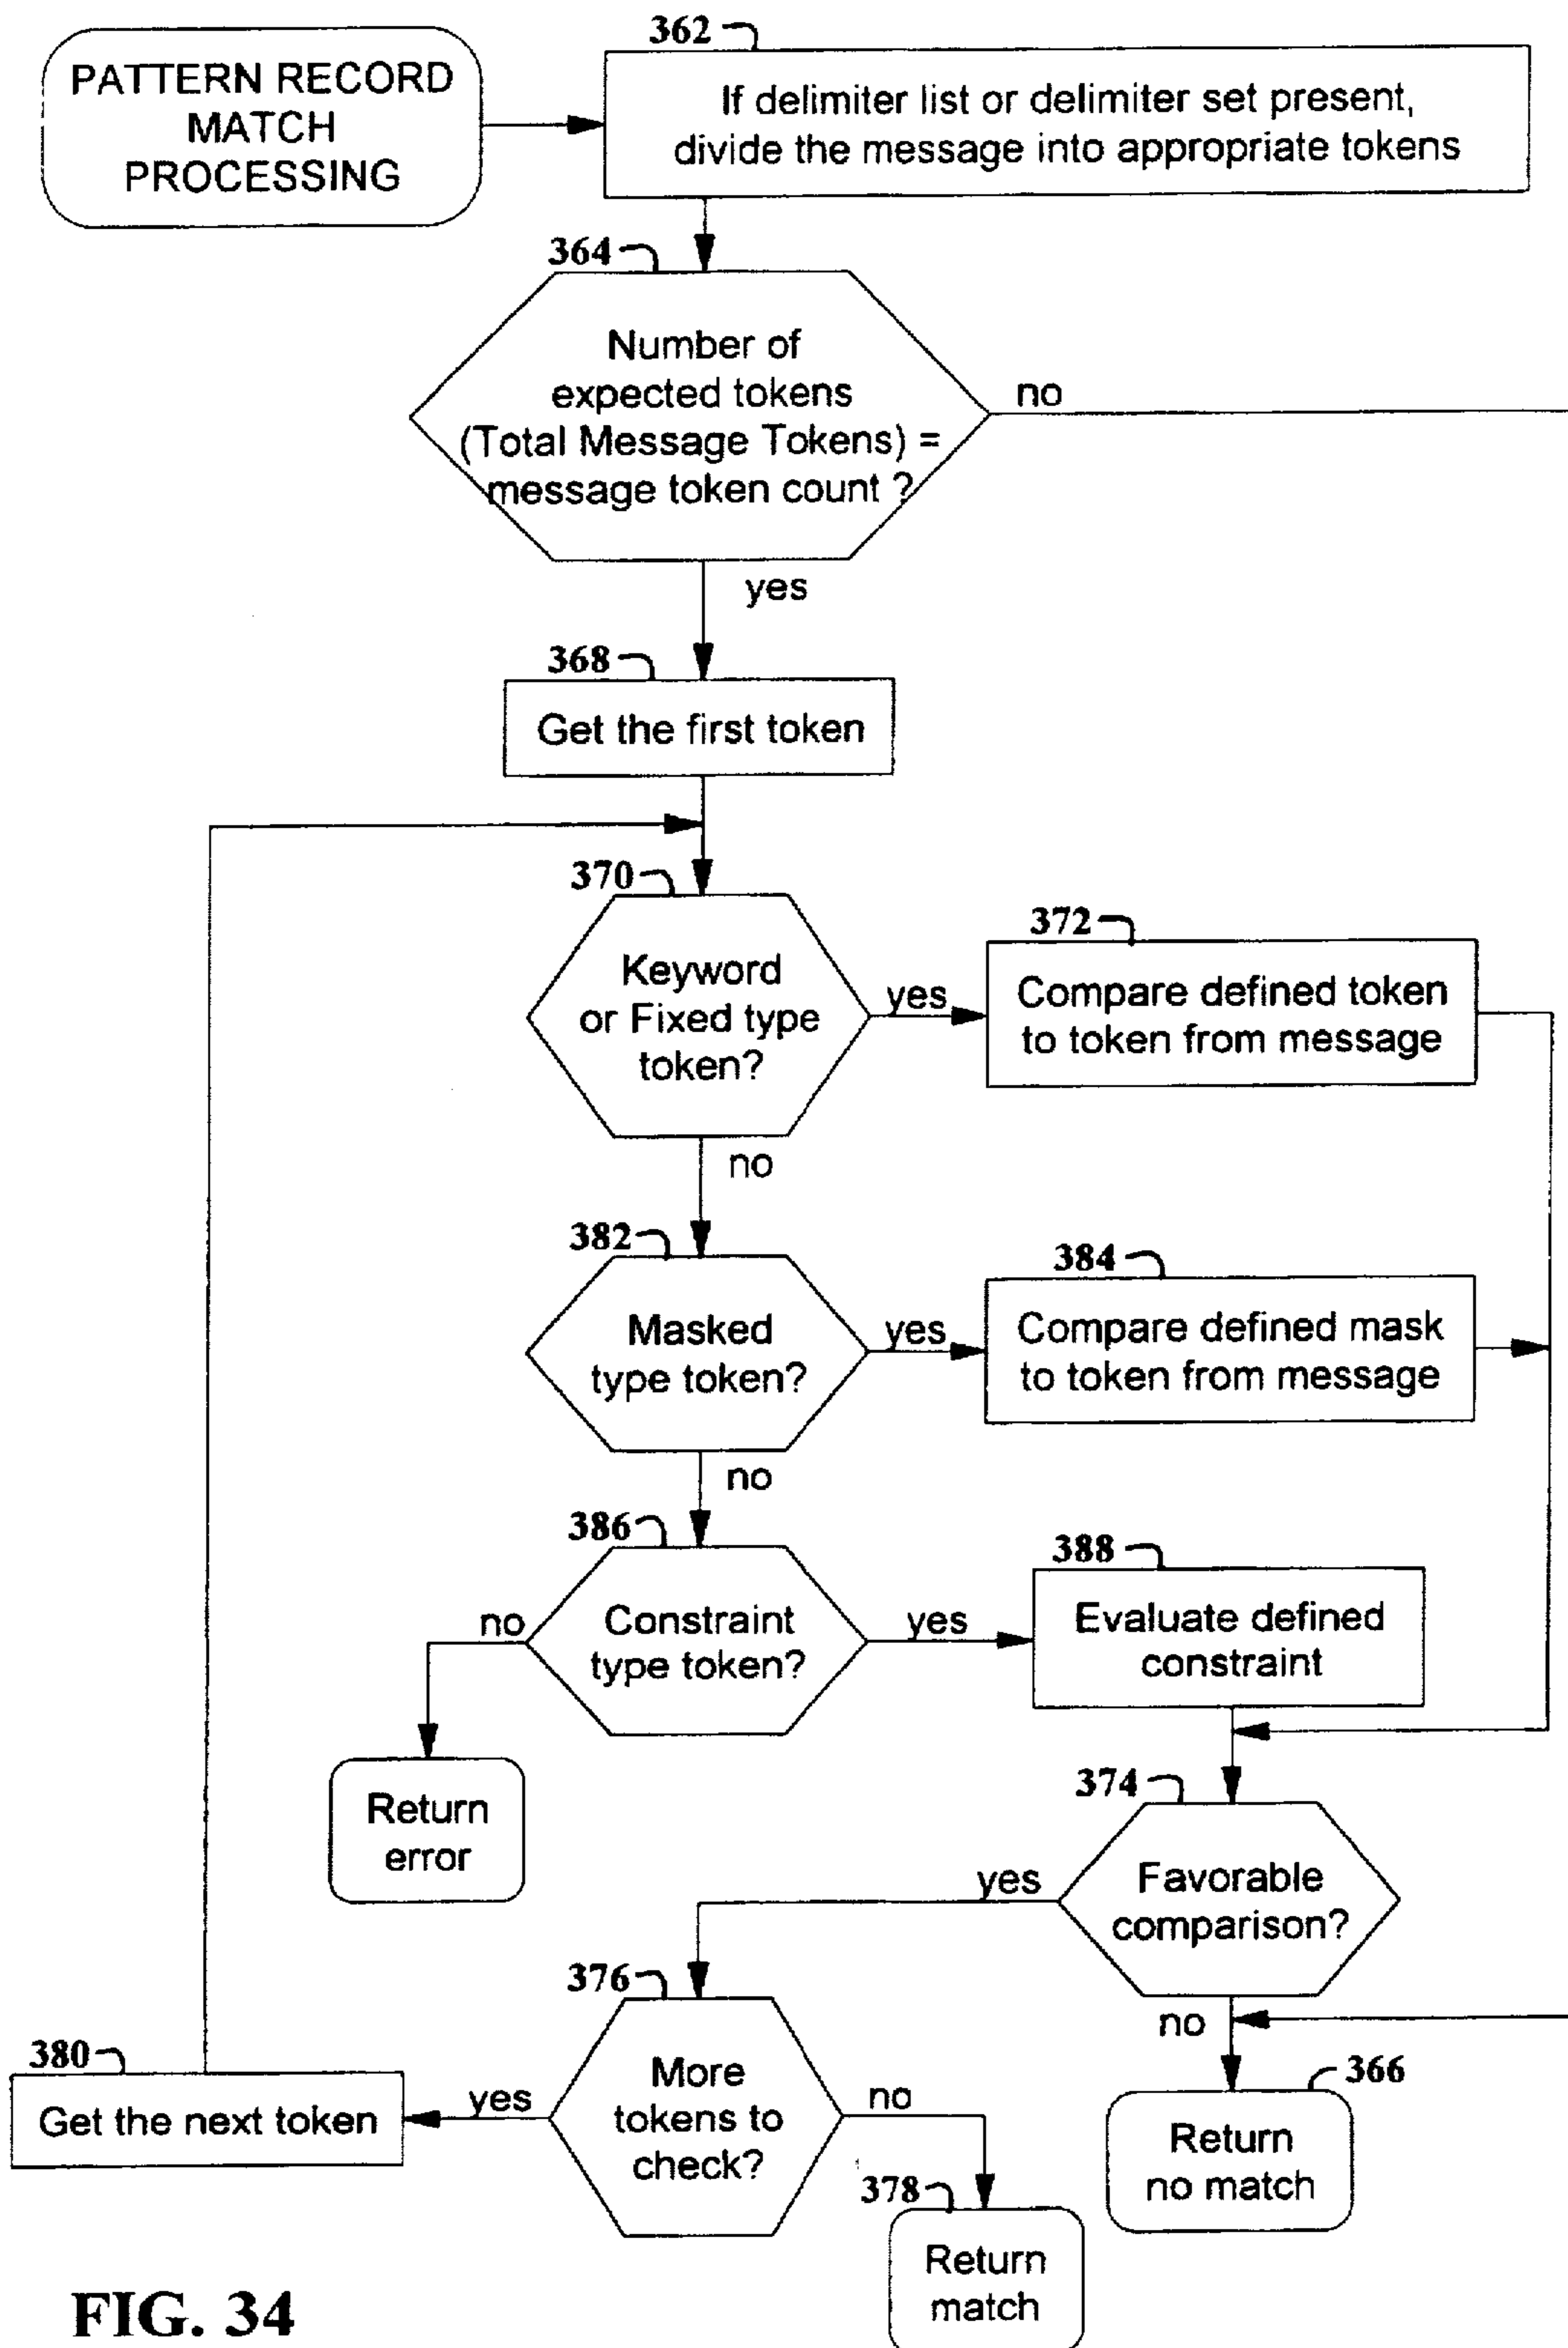 PATTERN RECORD
MATCH
PROCESSING
362
If delimiter list or delimiter set present,
divide the message into appropriate tokens
364
Number of
expected tokens
(Total Message Tokens) =
message token count ?
no
yes
368
Get the first token
370
Keyword
or Fixed type
token?
yes
372
Compare defined token
to token from message
no
382
Masked
type token?
yes
384
Compare defined mask
to token from message
no
386
Constraint
type token?
no
yes
388
Evaluate defined
constraint
Return
error
374
Favorable
comparison?
yes
no
376
More
tokens to
check?
yes
no
380
Get the next token
366
Return
no match
378
Return
match
FIG. 34